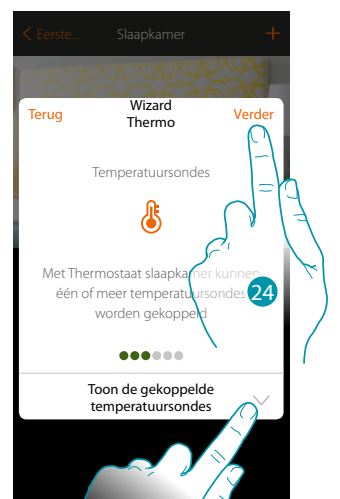 Eerste... Slaapkamer
Terug Wizard Verder
Thermo
Temperatuursondes
Met Thermostaat slaapkamer kunnen
één of meer temperatuursondes
24
worden gekoppeld
Toon de gekoppelde
temperatuursondes